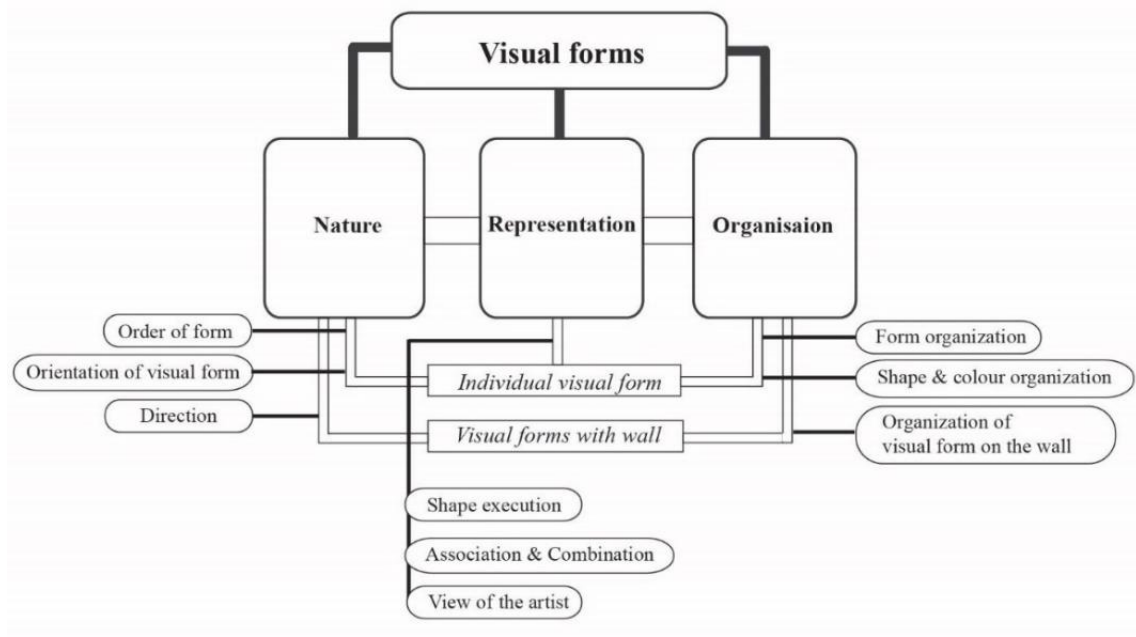 Visual forms
Nature
Representation
Organisaion
Order of form
Orientation of visual form
Direction
Individual visual form
Visual forms with wall
Form organization
Shape & colour organization
Organization of
visual form on the wall
Shape execution
Association & Combination
View of the artist